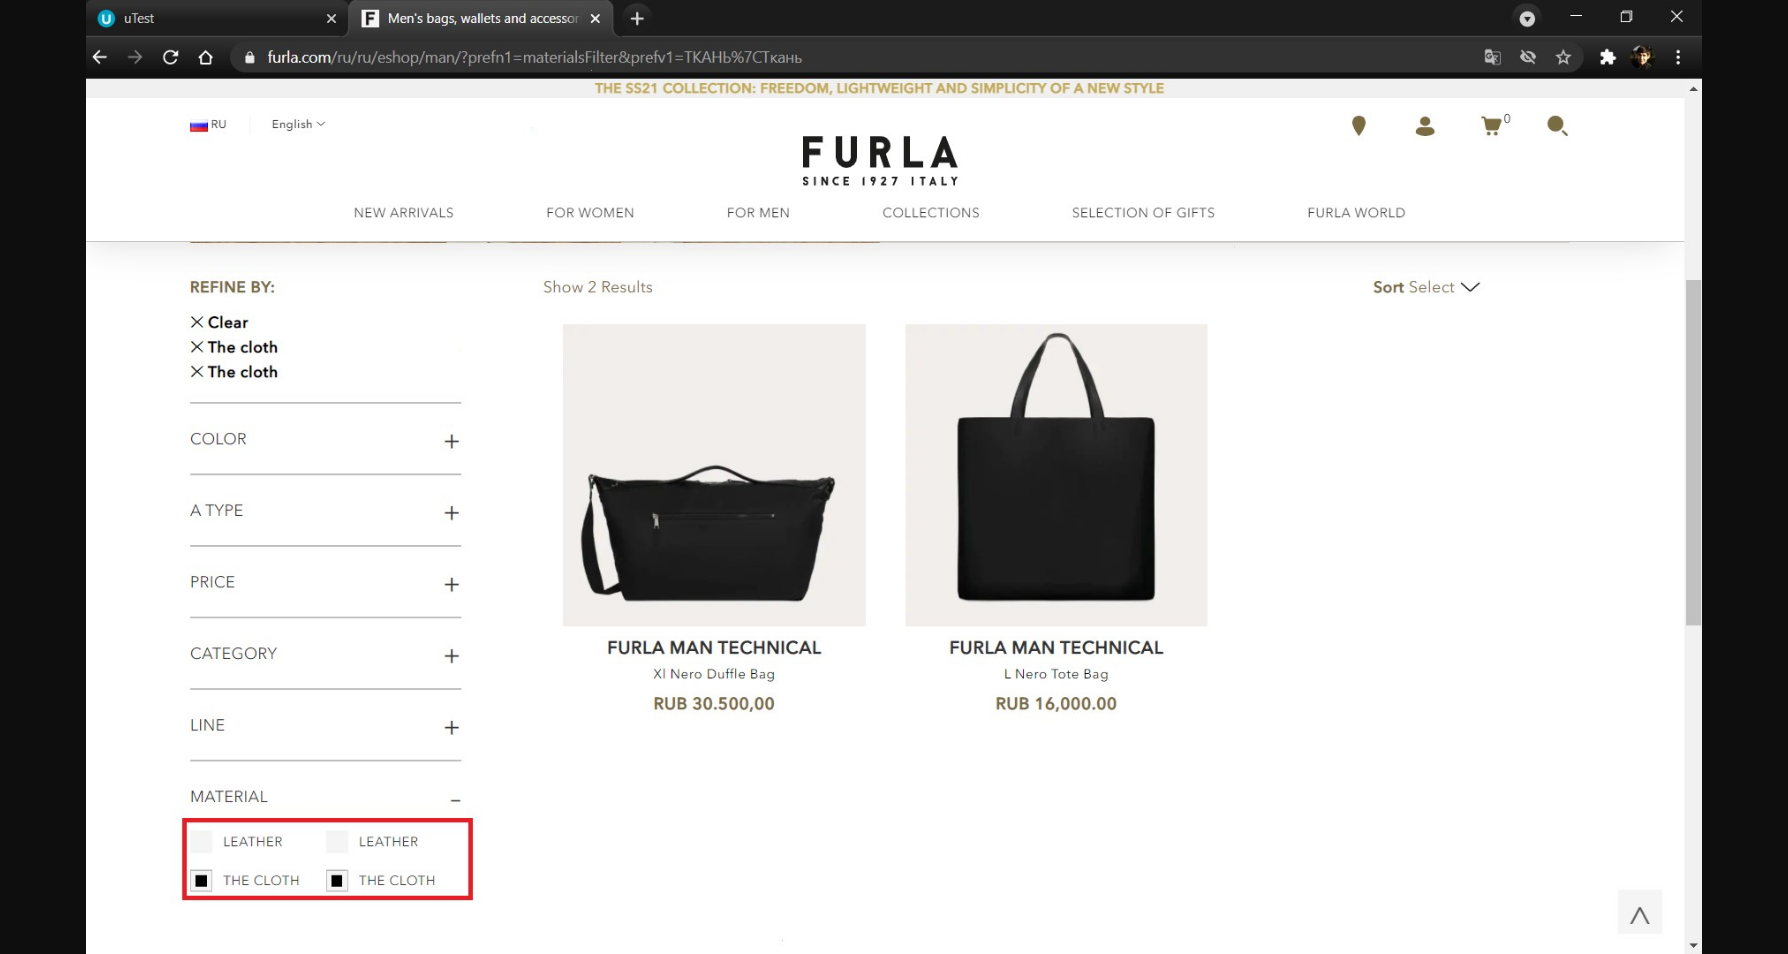 uTest
Men's bags, wallets and accessor
furla.com/ru/ru/eshop/man/?prefn1=materialsFilter&prefv1=ТКАНЬ%7CТкань
THE SS21 COLLECTION: FREEDOM, LIGHTWEIGHT AND SIMPLICITY OF A NEW STYLE
RU English 0
FURLA
SINCE 1927 ITALY
NEW ARRIVALS FOR WOMEN FOR MEN COLLECTIONS SELECTION OF GIFTS FURLA WORLD
REFINE BY:
Clear
The cloth
The cloth
COLOR
A TYPE
PRICE
CATEGORY
LINE
MATERIAL
LEATHER LEATHER
THE CLOTH THE CLOTH
Show 2 Results
Sort Select
FURLA MAN TECHNICAL
Xl Nero Duffle Bag
RUB 30.500,00
FURLA MAN TECHNICAL
L Nero Tote Bag
RUB 16,000.00